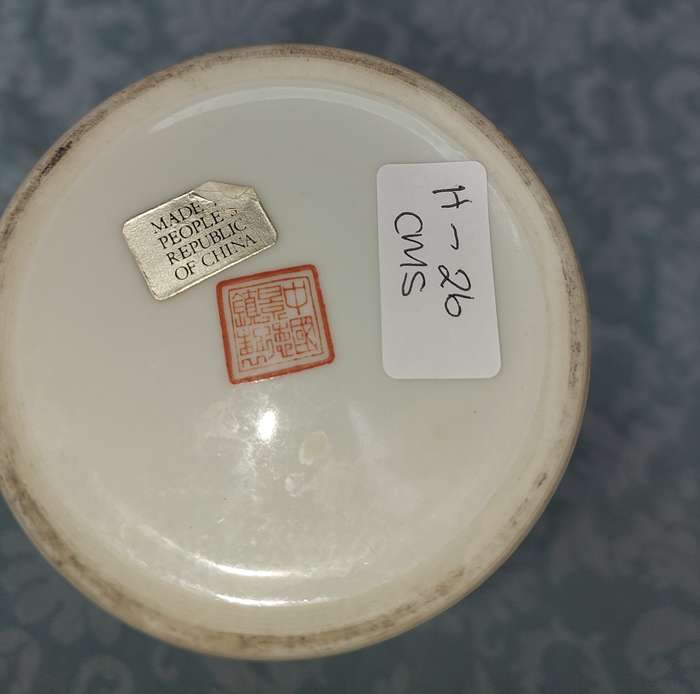 MADE
PEOPLE'S
REPUBLIC
OF CHINA
中國
景德
鎮製
H-26
CMS